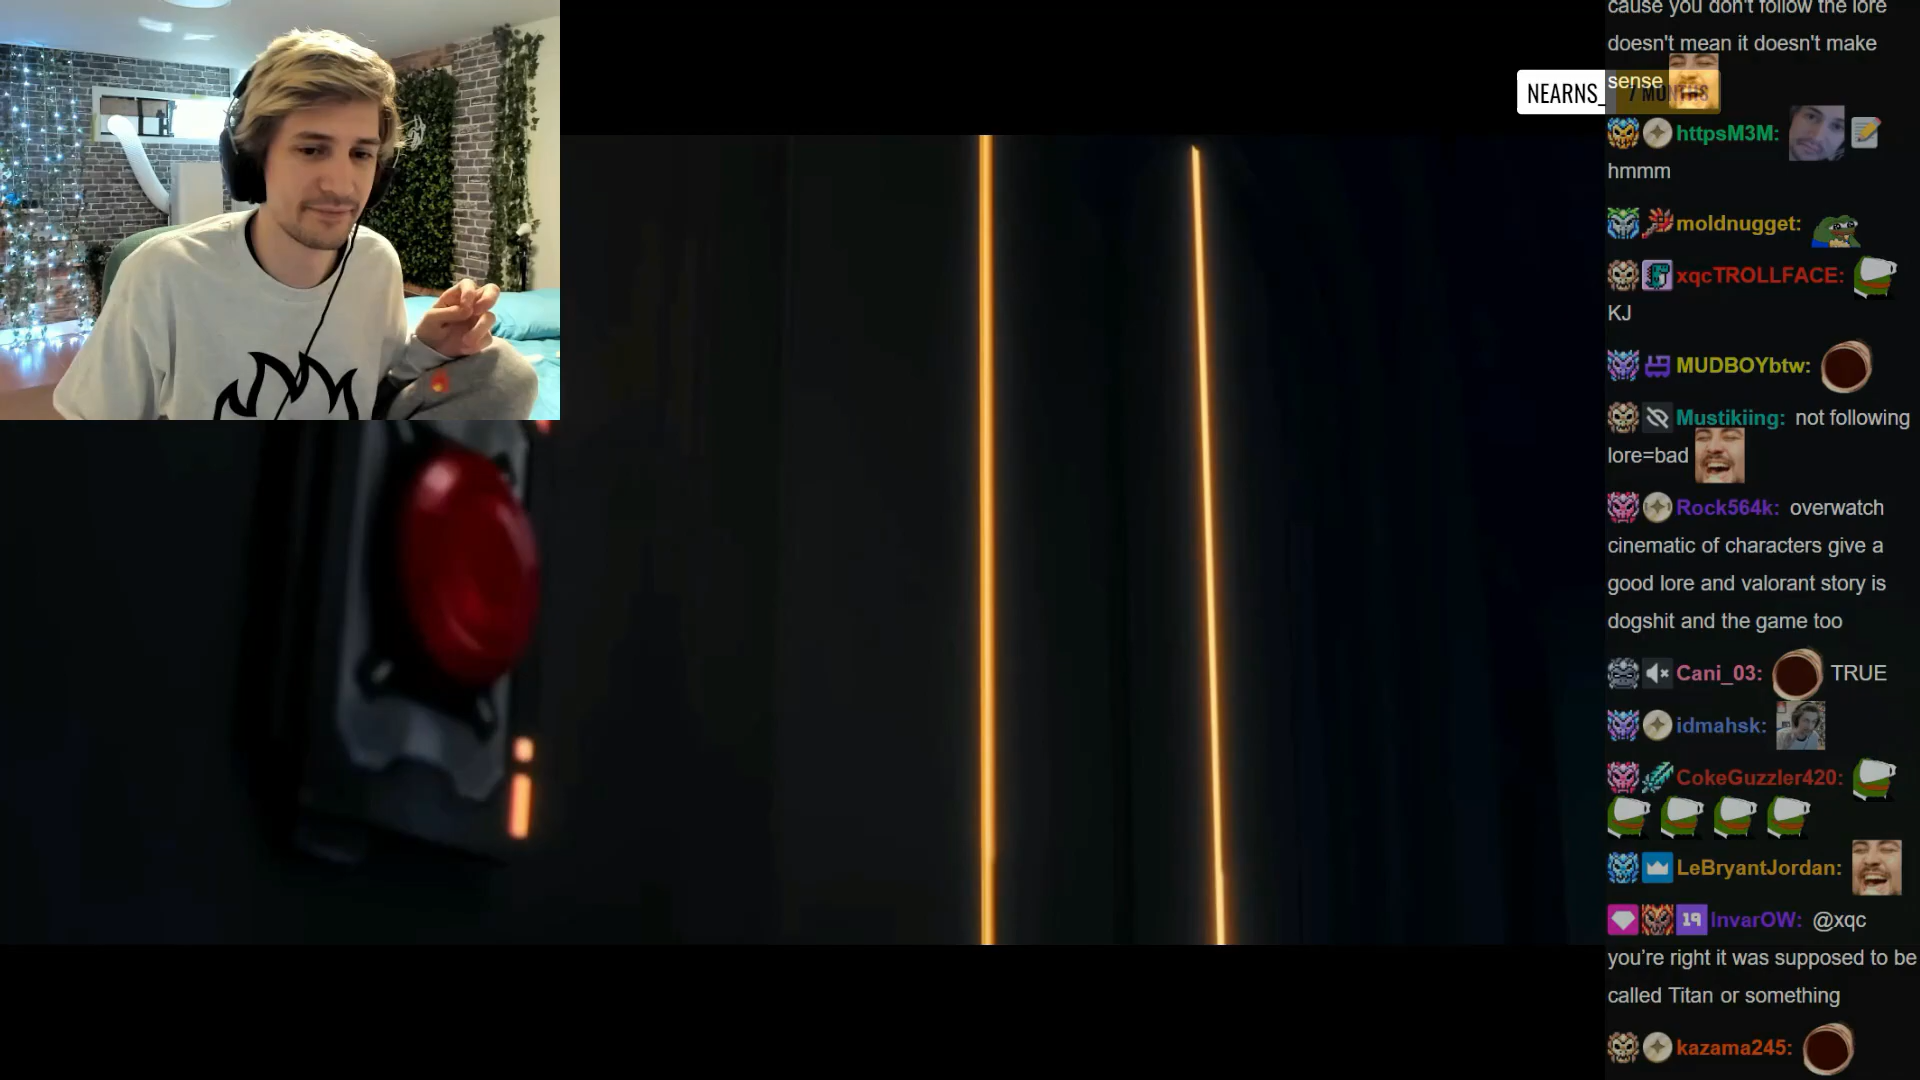 cause you don't follow the lore
doesn't mean it doesn't make
sense
NEARNS_ 7 MONTHS
httpsM3M:
hmmm
moldnugget:
xqcTROLLFACE:
KJ
MUDBOYbtw:
Mustikiing: not following
lore=bad
Rock564k: overwatch
cinematic of characters give a
good lore and valorant story is
dogshit and the game too
Cani_03: TRUE
idmahsk:
CokeGuzzler420:
LeBryantJordan:
19 InvarOW: @xqc
you're right it was supposed to be
called Titan or something
kazama245: